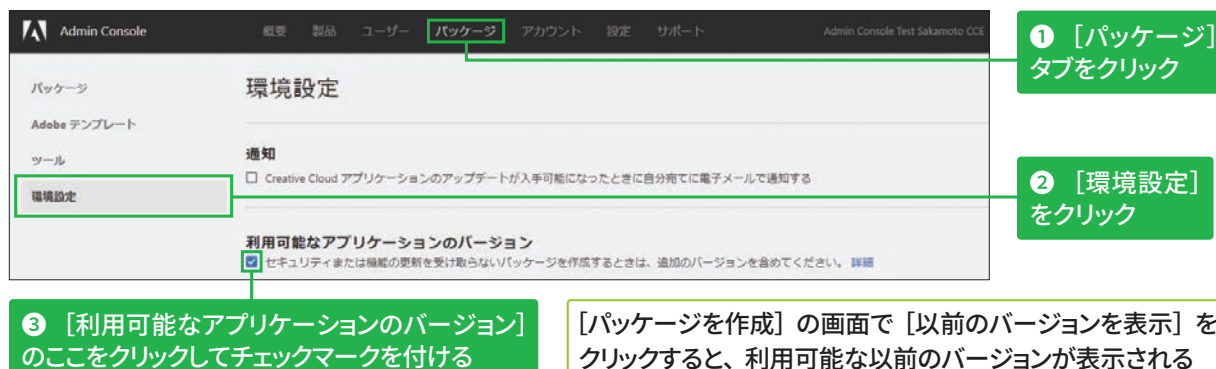 Admin Console 概要 製品 ユーザー パッケージ アカウント 設定 サポート Admin Console Test Sakamoto CCE
❶ ［パッケージ］
タブをクリック
パッケージ
Adobe テンプレート
ツール
環境設定
環境設定
通知
Creative Cloud アプリケーションのアップデートが入手可能になったときに自分宛てに電子メールで通知する
❷ ［環境設定］
をクリック
利用可能なアプリケーションのバージョン
セキュリティまたは機能の更新を受け取らないパッケージを作成するときは、追加のバージョンを含めてください。 詳細
❸ ［利用可能なアプリケーションのバージョン］
のここをクリックしてチェックマークを付ける
［パッケージを作成］の画面で［以前のバージョンを表示］を
クリックすると、利用可能な以前のバージョンが表示される